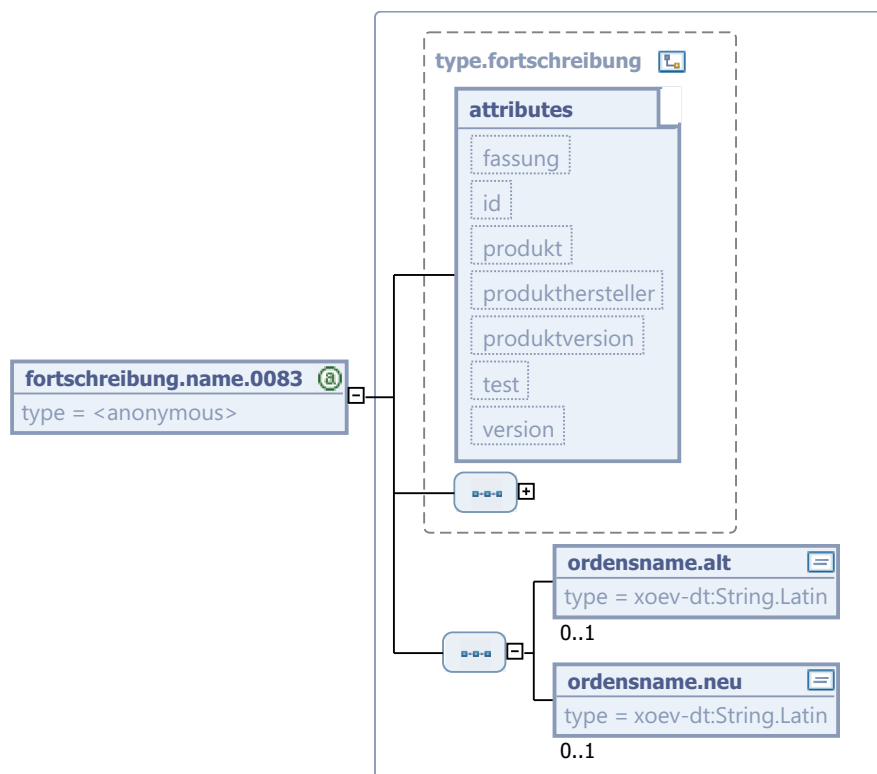 type.fortschreibung
attributes
fassung
id
produkt
produkthersteller
produktversion
test
version
fortschreibung.name.0083
type = <anonymous>
ordensname.alt
type = xoev-dt:String.Latin
0..1
ordensname.neu
type = xoev-dt:String.Latin
0..1